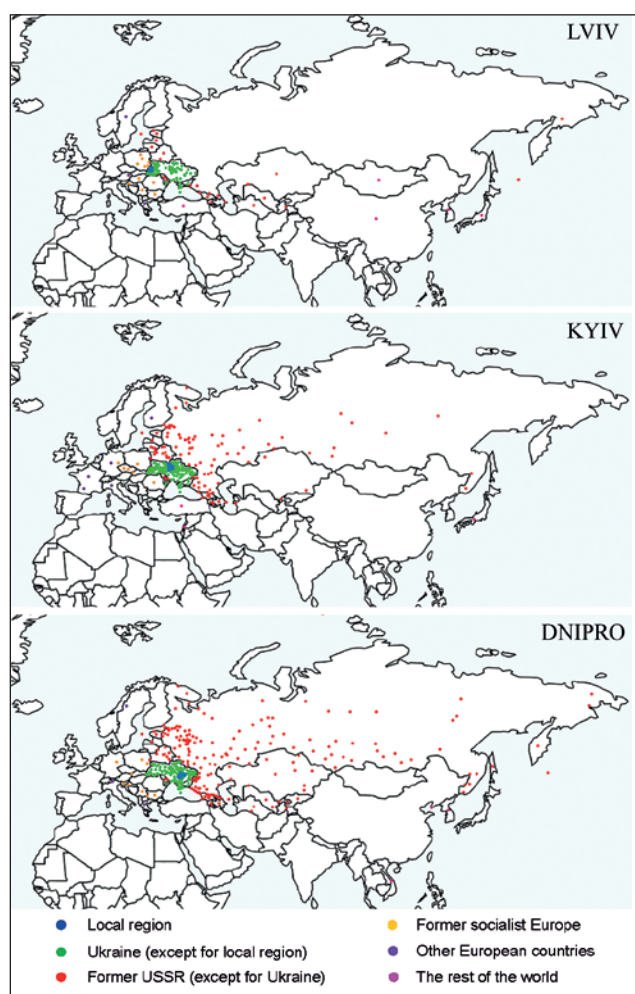 LVIV
KYIV
DNIPRO
Local region
Ukraine (except for local region)
Former USSR (except for Ukraine)
Former socialist Europe
Other European countries
The rest of the world